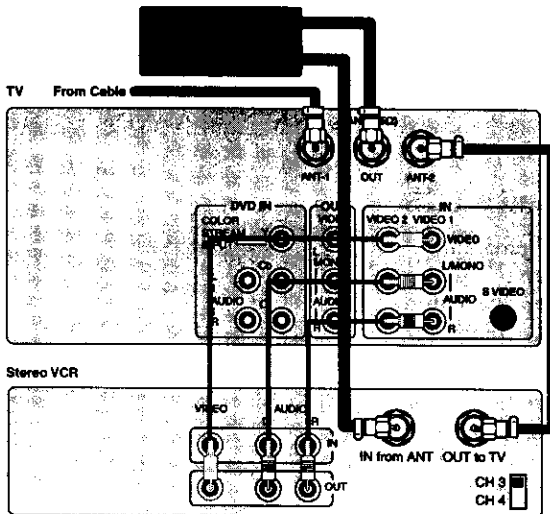 TV From Cable
ANT-1 OUT ANT-2
DVD IN
IN
COLOR
STREAM
VIDEO 2 VIDEO 1
VIDEO
L/MONO
AUDIO
R
S VIDEO
AUDIO
R
AUDIO
R
Stereo VCR
VIDEO AUDIO
R
IN
OUT
IN from ANT OUT to TV
CH 3
CH 4